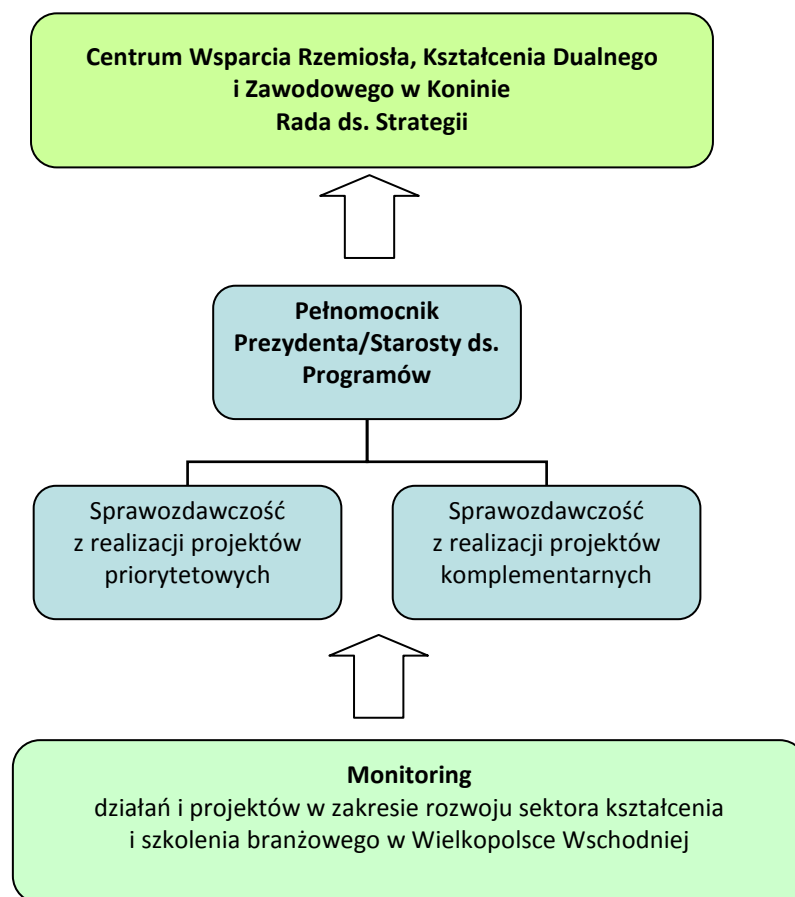 Centrum Wsparcia Rzemiosła, Kształcenia Dualnego
i Zawodowego w Koninie
Rada ds. Strategii
Pełnomocnik
Prezydenta/Starosty ds.
Programów
Sprawozdawczość
z realizacji projektów
priorytetowych
Sprawozdawczość
z realizacji projektów
komplementarnych
Monitoring
działań i projektów w zakresie rozwoju sektora kształcenia
i szkolenia branżowego w Wielkopolsce Wschodniej